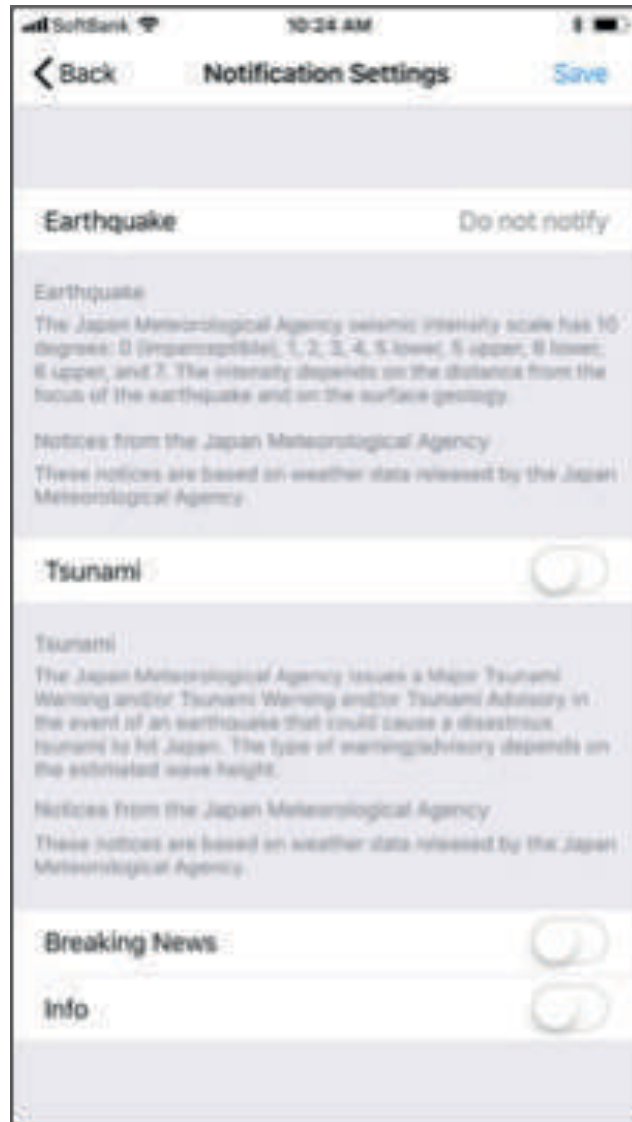 SoftBank 10:24 AM
Back Notification Settings Save
Earthquake Do not notify
Earthquake
The Japan Meteorological Agency seismic intensity scale has 10
degrees: 0 (imperceptible), 1, 2, 3, 4, 5 lower, 5 upper, 6 lower,
6 upper, and 7. The intensity depends on the distance from the
focus of the earthquake and on the surface geology.
Notices from the Japan Meteorological Agency
These notices are based on weather data released by the Japan
Meteorological Agency.
Tsunami
Tsunami
The Japan Meteorological Agency issues a Major Tsunami
Warning and/or Tsunami Warning and/or Tsunami Advisory in
the event of an earthquake that could cause a disastrous
tsunami to hit Japan. The type of warning/advisory depends on
the estimated wave height.
Notices from the Japan Meteorological Agency
These notices are based on weather data released by the Japan
Meteorological Agency.
Breaking News
Info